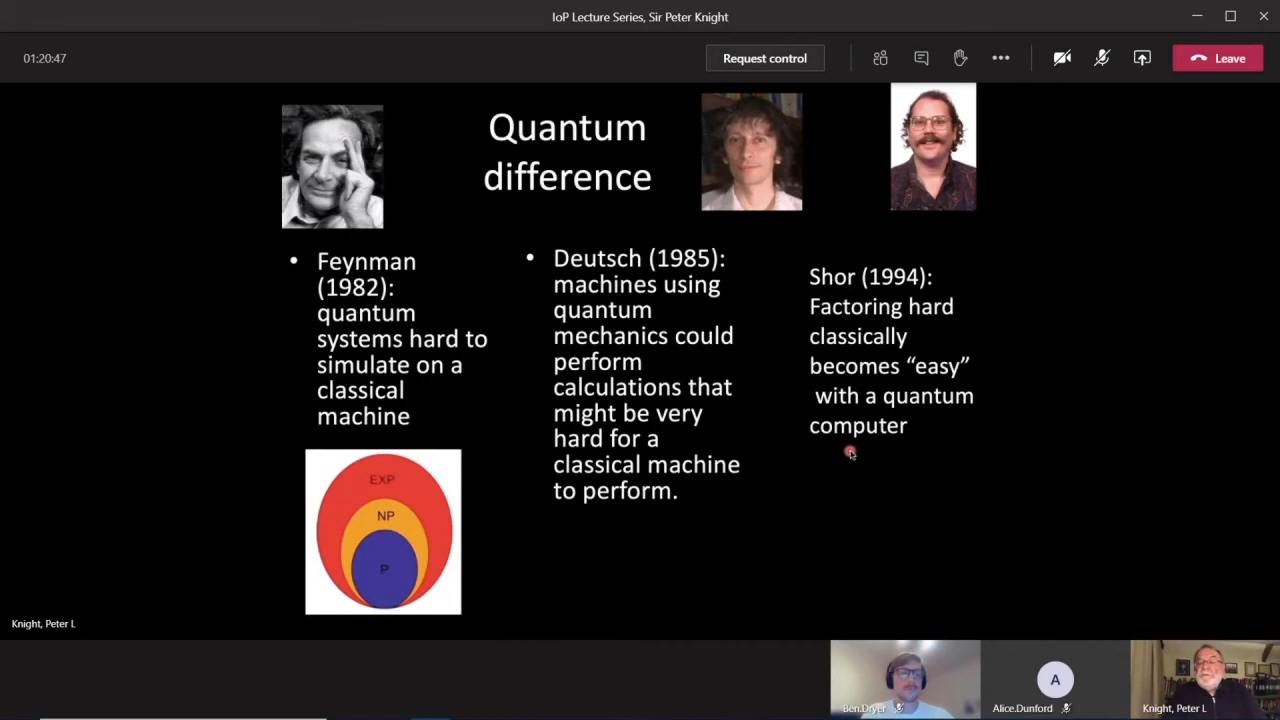 IoP Lecture Series, Sir Peter Knight
01:20:47
Request control
Leave
Quantum
difference
• Feynman
(1982):
quantum
systems hard to
simulate on a
classical
machine
• Deutsch (1985):
machines using
quantum
mechanics could
perform
calculations that
might be very
hard for a
classical machine
to perform.
Shor (1994):
Factoring hard
classically
becomes “easy”
with a quantum
computer
EXP
NP
P
Knight, Peter L
Ben.Dryer
A
Alice.Dunford
Knight, Peter L